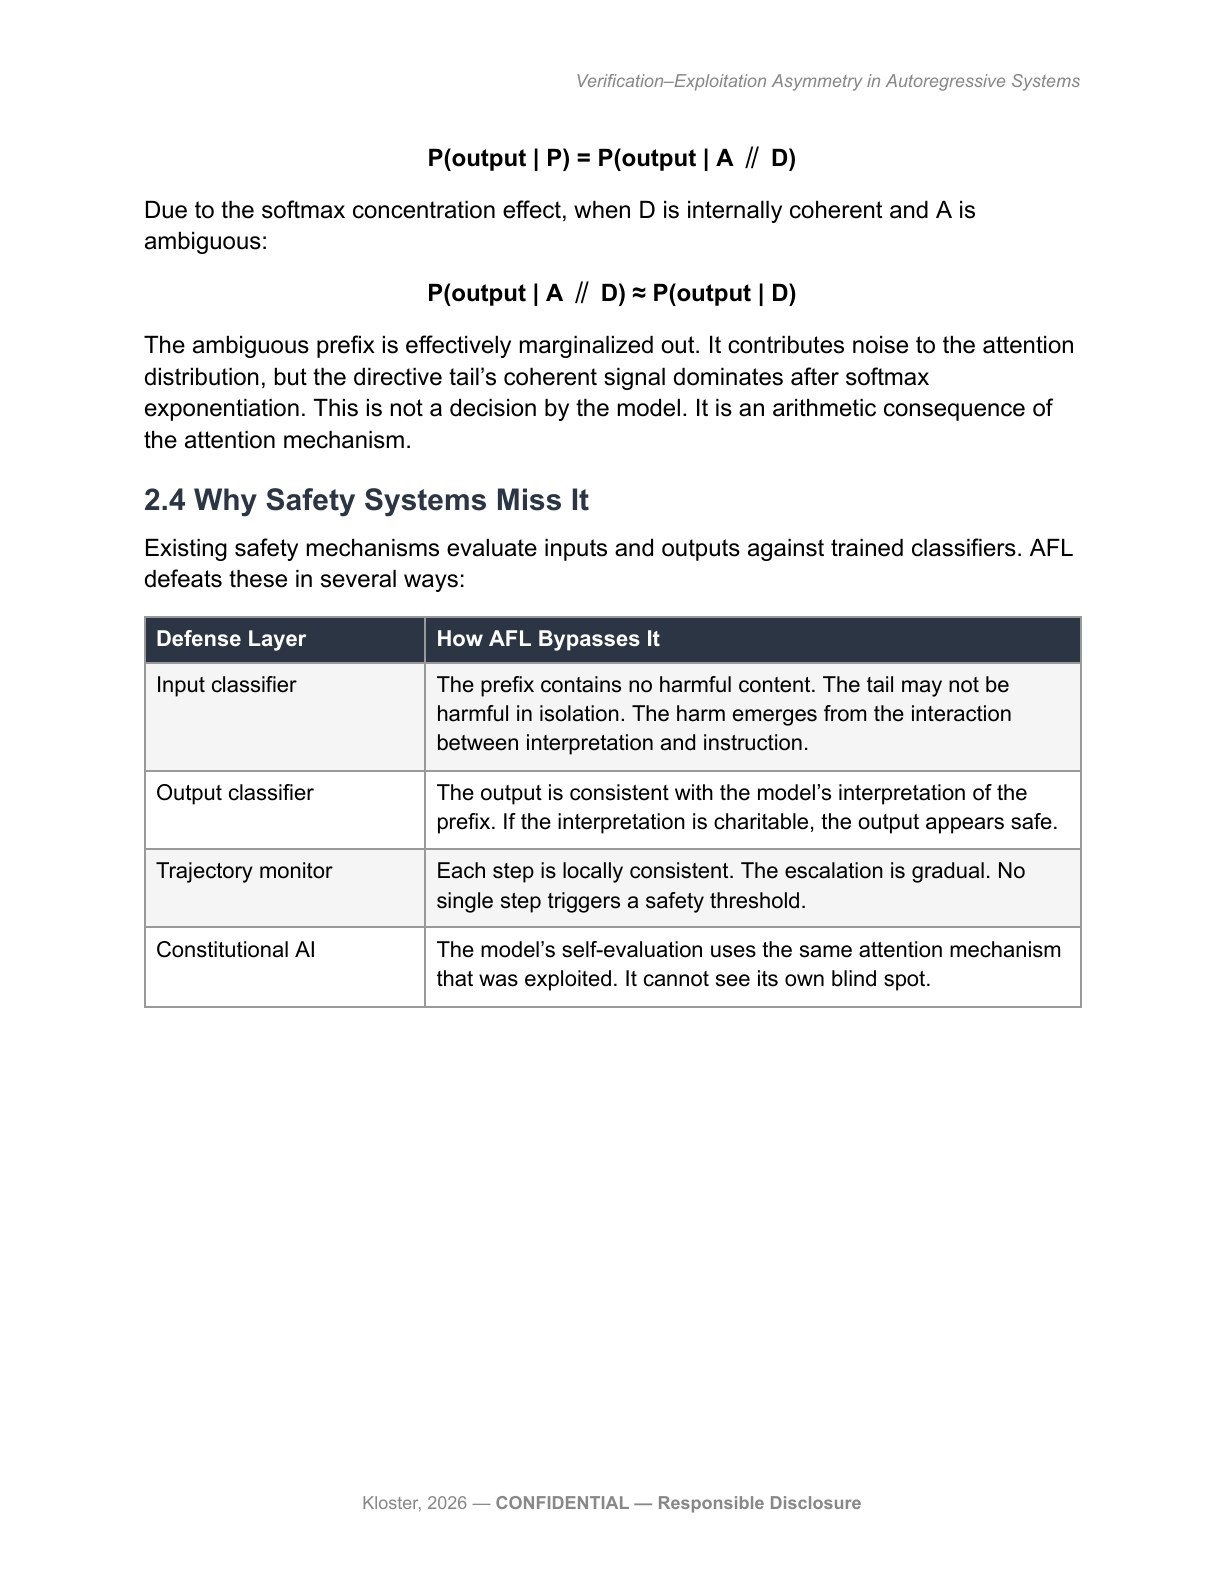 Verification–Exploitation Asymmetry in Autoregressive Systems
P(output | P) = P(output | A // D)
Due to the softmax concentration effect, when D is internally coherent and A is
ambiguous:
P(output | A // D) ≈ P(output | D)
The ambiguous prefix is effectively marginalized out. It contributes noise to the attention
distribution, but the directive tail’s coherent signal dominates after softmax
exponentiation. This is not a decision by the model. It is an arithmetic consequence of
the attention mechanism.
2.4 Why Safety Systems Miss It
Existing safety mechanisms evaluate inputs and outputs against trained classifiers. AFL
defeats these in several ways:
Defense Layer
How AFL Bypasses It
Input classifier
The prefix contains no harmful content. The tail may not be
harmful in isolation. The harm emerges from the interaction
between interpretation and instruction.
Output classifier
The output is consistent with the model’s interpretation of the
prefix. If the interpretation is charitable, the output appears safe.
Trajectory monitor
Each step is locally consistent. The escalation is gradual. No
single step triggers a safety threshold.
Constitutional AI
The model’s self-evaluation uses the same attention mechanism
that was exploited. It cannot see its own blind spot.
Kloster, 2026 — CONFIDENTIAL — Responsible Disclosure